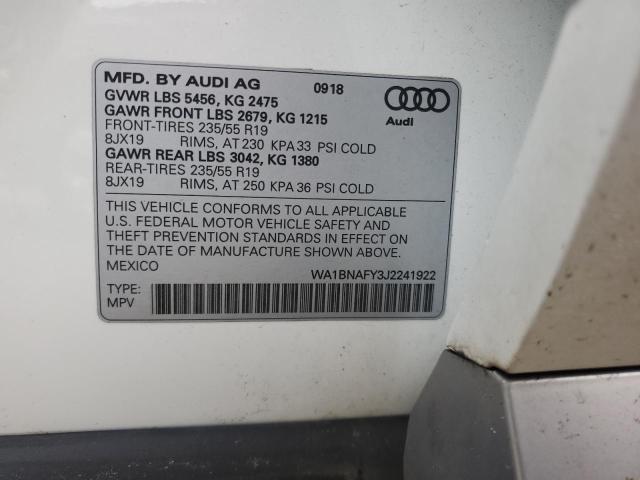 MFD. BY AUDI AG 0918
GVWR LBS 5456, KG 2475
GAWR FRONT LBS 2679, KG 1215
FRONT-TIRES 235/55 R19
8JX19 RIMS, AT 230 KPA 33 PSI COLD
GAWR REAR LBS 3042, KG 1380
REAR-TIRES 235/55 R19
8JX19 RIMS, AT 250 KPA 36 PSI COLD
Audi
THIS VEHICLE CONFORMS TO ALL APPLICABLE
U.S. FEDERAL MOTOR VEHICLE SAFETY AND
THEFT PREVENTION STANDARDS IN EFFECT ON
THE DATE OF MANUFACTURE SHOWN ABOVE.
MEXICO WA1BNAFY3J2241922
TYPE:
MPV